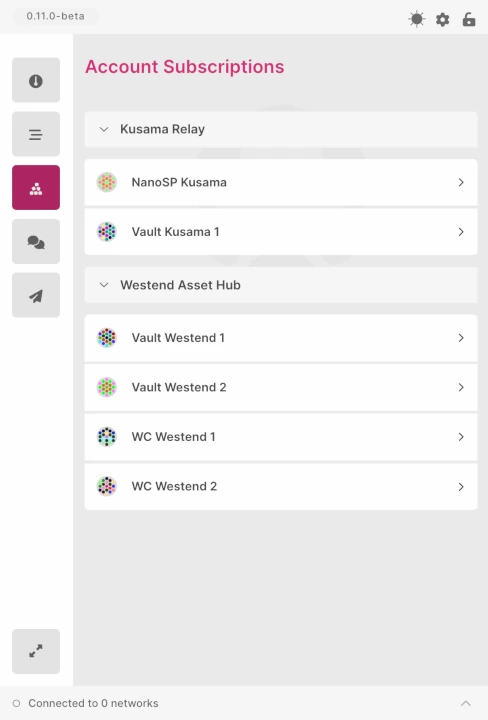 0.11.0-beta
Account Subscriptions
Kusama Relay
NanoSP Kusama
Vault Kusama 1
Westend Asset Hub
Vault Westend 1
Vault Westend 2
WC Westend 1
WC Westend 2
Connected to 0 networks